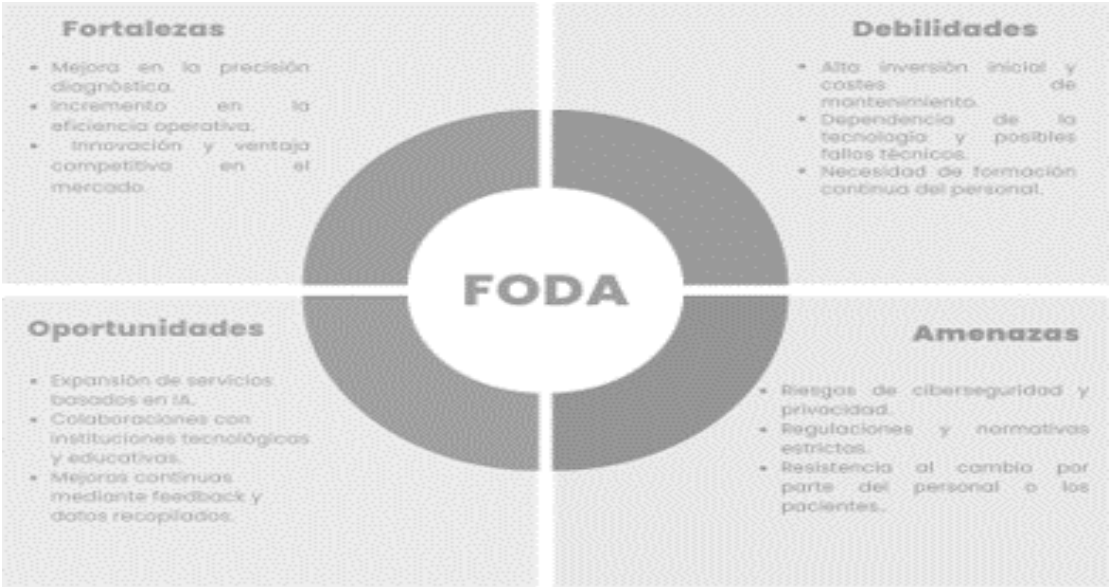 Fortalezas
• Mejora en la precisión
diagnóstica.
• Incremento en la
eficiencia operativa.
• Innovación y ventaja
competitiva en el
mercado.
Debilidades
• Alta inversión inicial y
costes de
mantenimiento.
• Dependencia de la
tecnología y posibles
fallos técnicos.
• Necesidad de formación
continua del personal.
FODA
Oportunidades
• Expansión de servicios
basados en IA.
• Colaboraciones con
instituciones tecnológicas
y educativas.
• Mejoras continuas
mediante feedback y
datos recopilados.
Amenazas
• Riesgos de ciberseguridad y
privacidad.
• Regulaciones y normativas
estrictas.
• Resistencia al cambio por
parte del personal o los
pacientes..